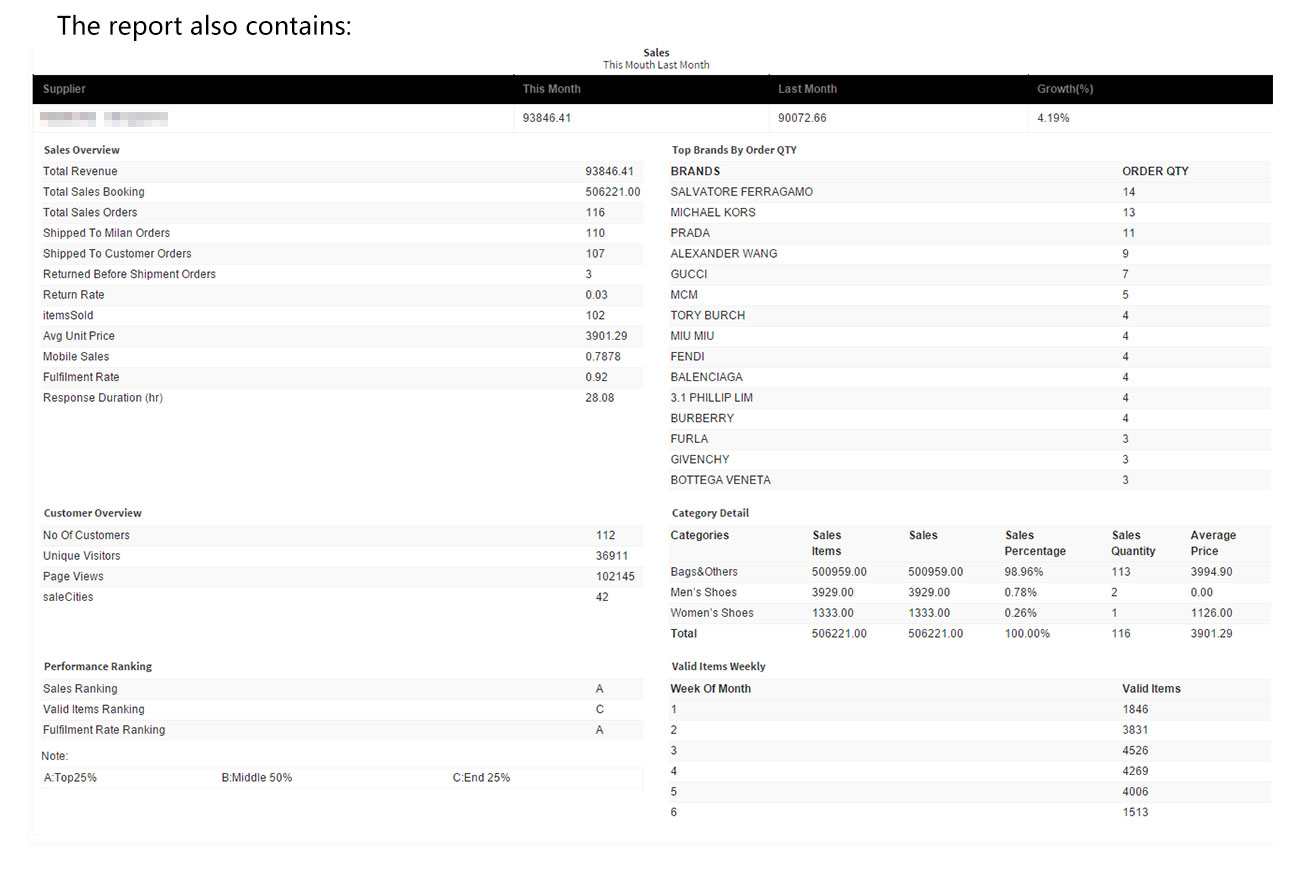 The report also contains:
Sales
This Mouth Last Month
Supplier This Month Last Month Growth(%)
93846.41 90072.66 4.19%
Sales Overview
Total Revenue 93846.41
Total Sales Booking 506221.00
Total Sales Orders 116
Shipped To Milan Orders 110
Shipped To Customer Orders 107
Returned Before Shipment Orders 3
Return Rate 0.03
itemsSold 102
Avg Unit Price 3901.29
Mobile Sales 0.7878
Fulfilment Rate 0.92
Response Duration (hr) 28.08
Top Brands By Order QTY
BRANDS ORDER QTY
SALVATORE FERRAGAMO 14
MICHAEL KORS 13
PRADA 11
ALEXANDER WANG 9
GUCCI 7
MCM 5
TORY BURCH 4
MIU MIU 4
FENDI 4
BALENCIAGA 4
3.1 PHILLIP LIM 4
BURBERRY 4
FURLA 3
GIVENCHY 3
BOTTEGA VENETA 3
Customer Overview
No Of Customers 112
Unique Visitors 36911
Page Views 102145
saleCities 42
Category Detail
Categories Sales Items Sales Sales Percentage Sales Quantity Average Price
Bags&Others 500959.00 500959.00 98.96% 113 3994.90
Men's Shoes 3929.00 3929.00 0.78% 2 0.00
Women's Shoes 1333.00 1333.00 0.26% 1 1126.00
Total 506221.00 506221.00 100.00% 116 3901.29
Performance Ranking
Sales Ranking A
Valid Items Ranking C
Fulfilment Rate Ranking A
Note:
A:Top25% B:Middle 50% C:End 25%
Valid Items Weekly
Week Of Month Valid Items
1 1846
2 3831
3 4526
4 4269
5 4006
6 1513